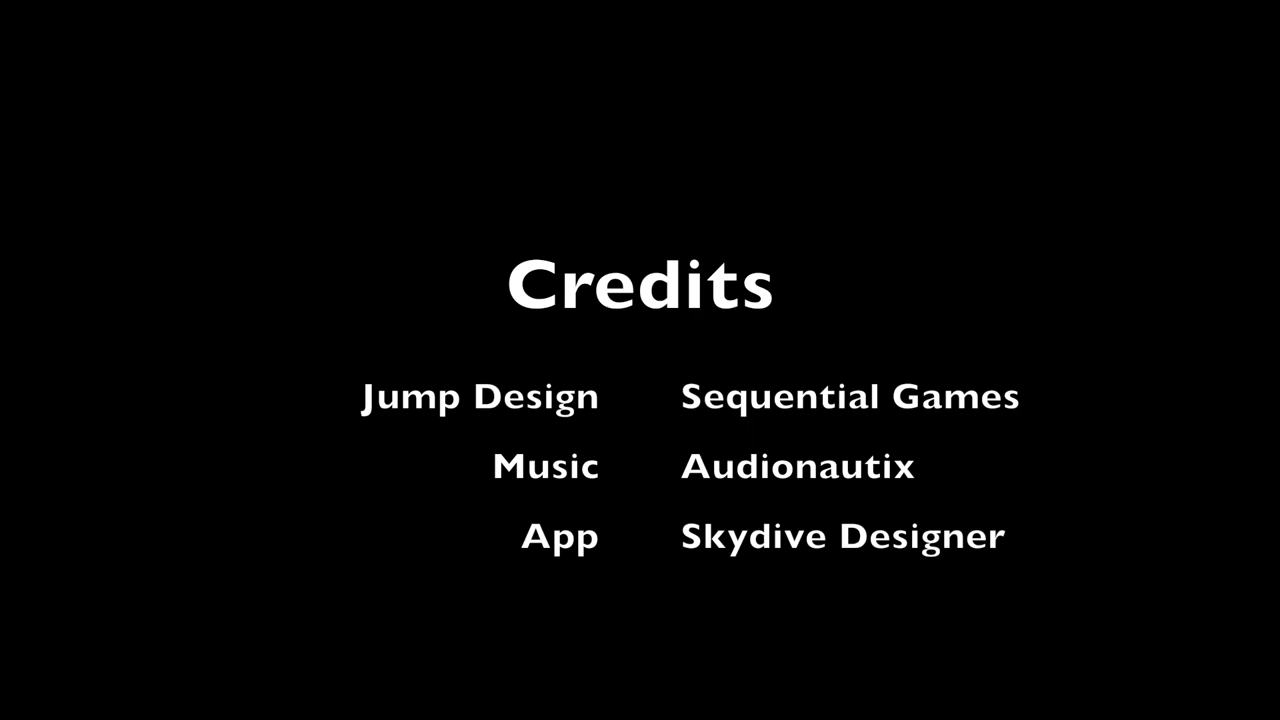 Credits
Jump Design Sequential Games
Music Audionautix
App Skydive Designer